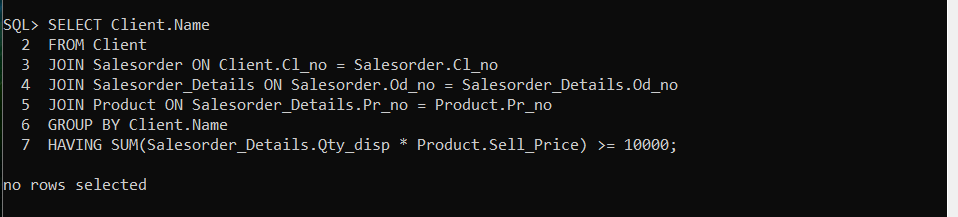 SQL> SELECT Client.Name
  2  FROM Client
  3  JOIN Salesorder ON Client.Cl_no = Salesorder.Cl_no
  4  JOIN Salesorder_Details ON Salesorder.Od_no = Salesorder_Details.Od_no
  5  JOIN Product ON Salesorder_Details.Pr_no = Product.Pr_no
  6  GROUP BY Client.Name
  7  HAVING SUM(Salesorder_Details.Qty_disp * Product.Sell_Price) >= 10000;
no rows selected